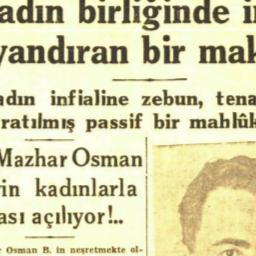 adın birliğinde i
yandıran bir mak
adın infialine zebun, tena
ratılmış passif bir mahlûk
Mazhar Osman
in kadınlarla
ası açılıyor!..
Osman B. in neşretmekte ol-